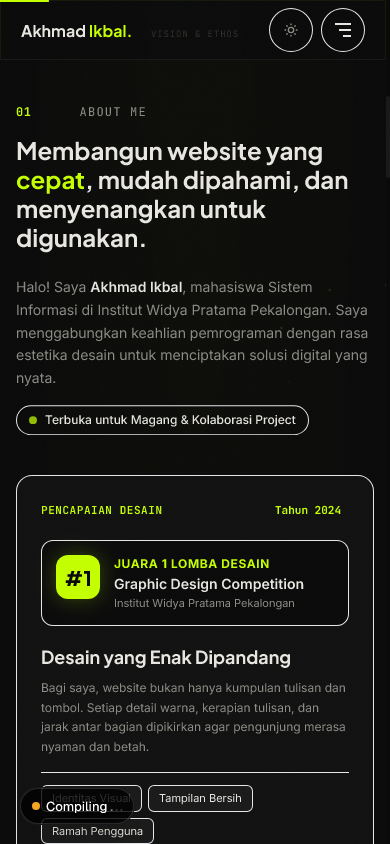 Akhmad Ikbal. VISION & ETHOS
01 ABOUT ME
Membangun website yang
cepat, mudah dipahami, dan
menyenangkan untuk
digunakan.
Halo! Saya Akhmad Ikbal, mahasiswa Sistem
Informasi di Institut Widya Pratama Pekalongan. Saya
menggabungkan keahlian pemrograman dengan rasa
estetika desain untuk menciptakan solusi digital yang
nyata.
Terbuka untuk Magang & Kolaborasi Project
PENCAPAIAN DESAIN Tahun 2024
#1
JUARA 1 LOMBA DESAIN
Graphic Design Competition
Institut Widya Pratama Pekalongan
Desain yang Enak Dipandang
Bagi saya, website bukan hanya kumpulan tulisan dan
tombol. Setiap detail warna, kerapian tulisan, dan
jarak antar bagian dipikirkan agar pengunjung merasa
nyaman dan betah.
Identitas Visual Tampilan Bersih
Compiling ...
Ramah Pengguna